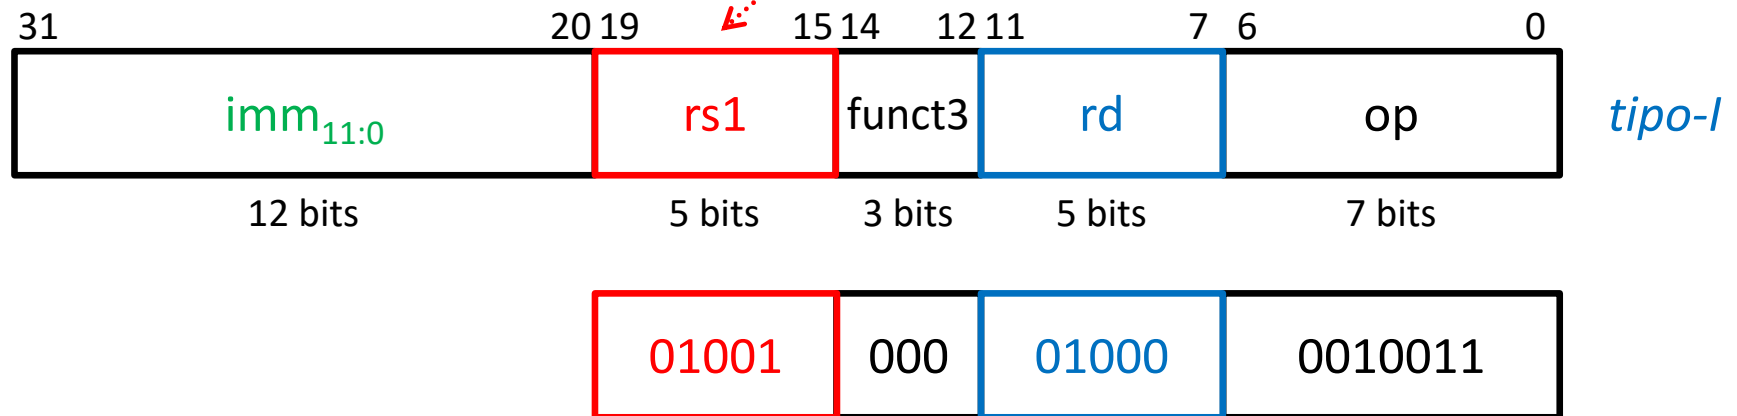 31 20 19 15 14 12 11 7 6 0
imm11:0 rs1 funct3 rd op tipo-I
12 bits 5 bits 3 bits 5 bits 7 bits
01001 000 01000 0010011